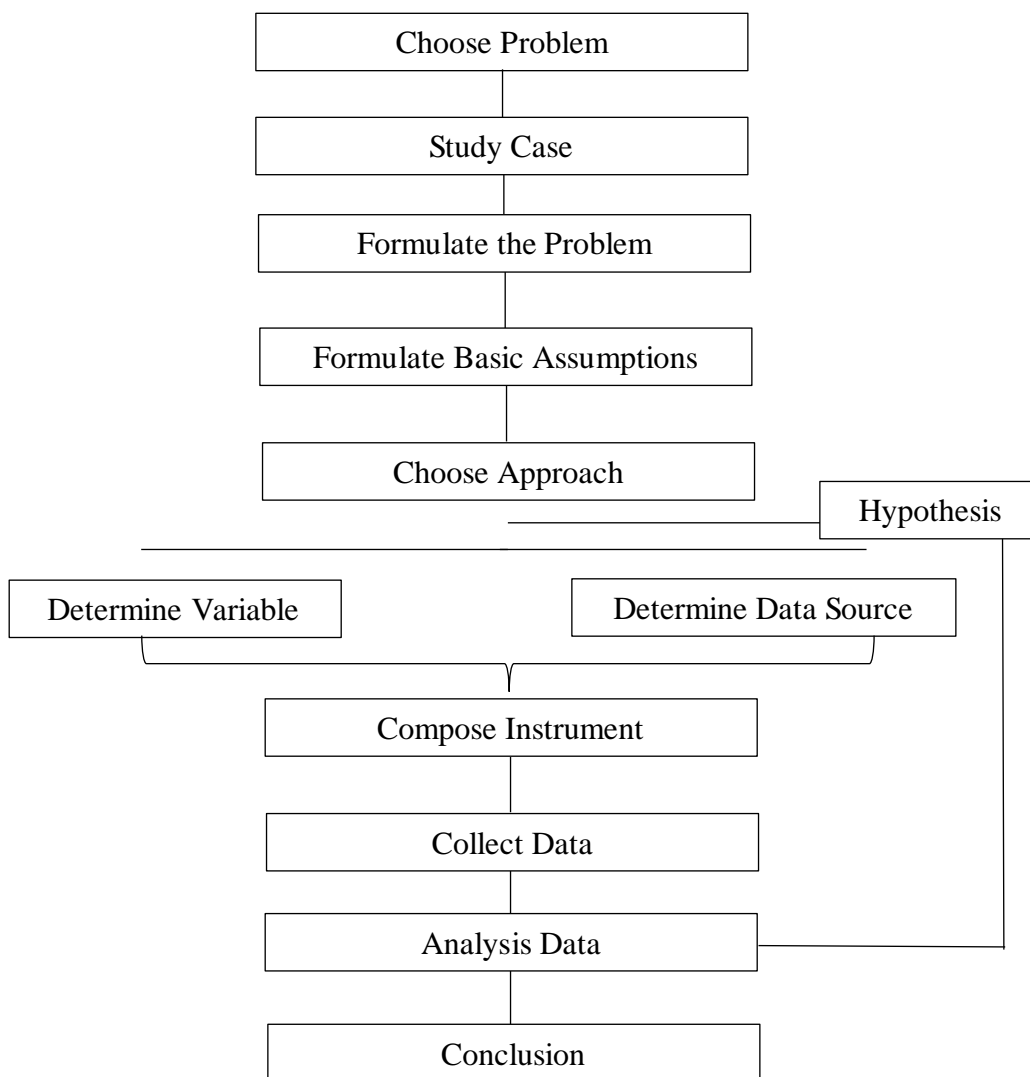 Choose Problem
Study Case
Formulate the Problem
Formulate Basic Assumptions
Choose Approach
Hypothesis
Determine Variable
Determine Data Source
Compose Instrument
Collect Data
Analysis Data
Conclusion